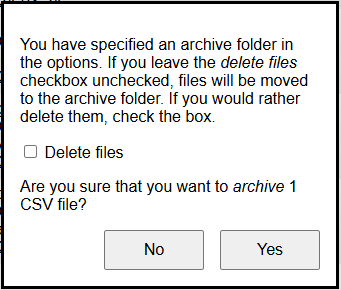 You have specified an archive folder in
the options. If you leave the delete files
checkbox unchecked, files will be moved
to the archive folder. If you would rather
delete them, check the box.
Delete files
Are you sure that you want to archive 1
CSV file?
No
Yes